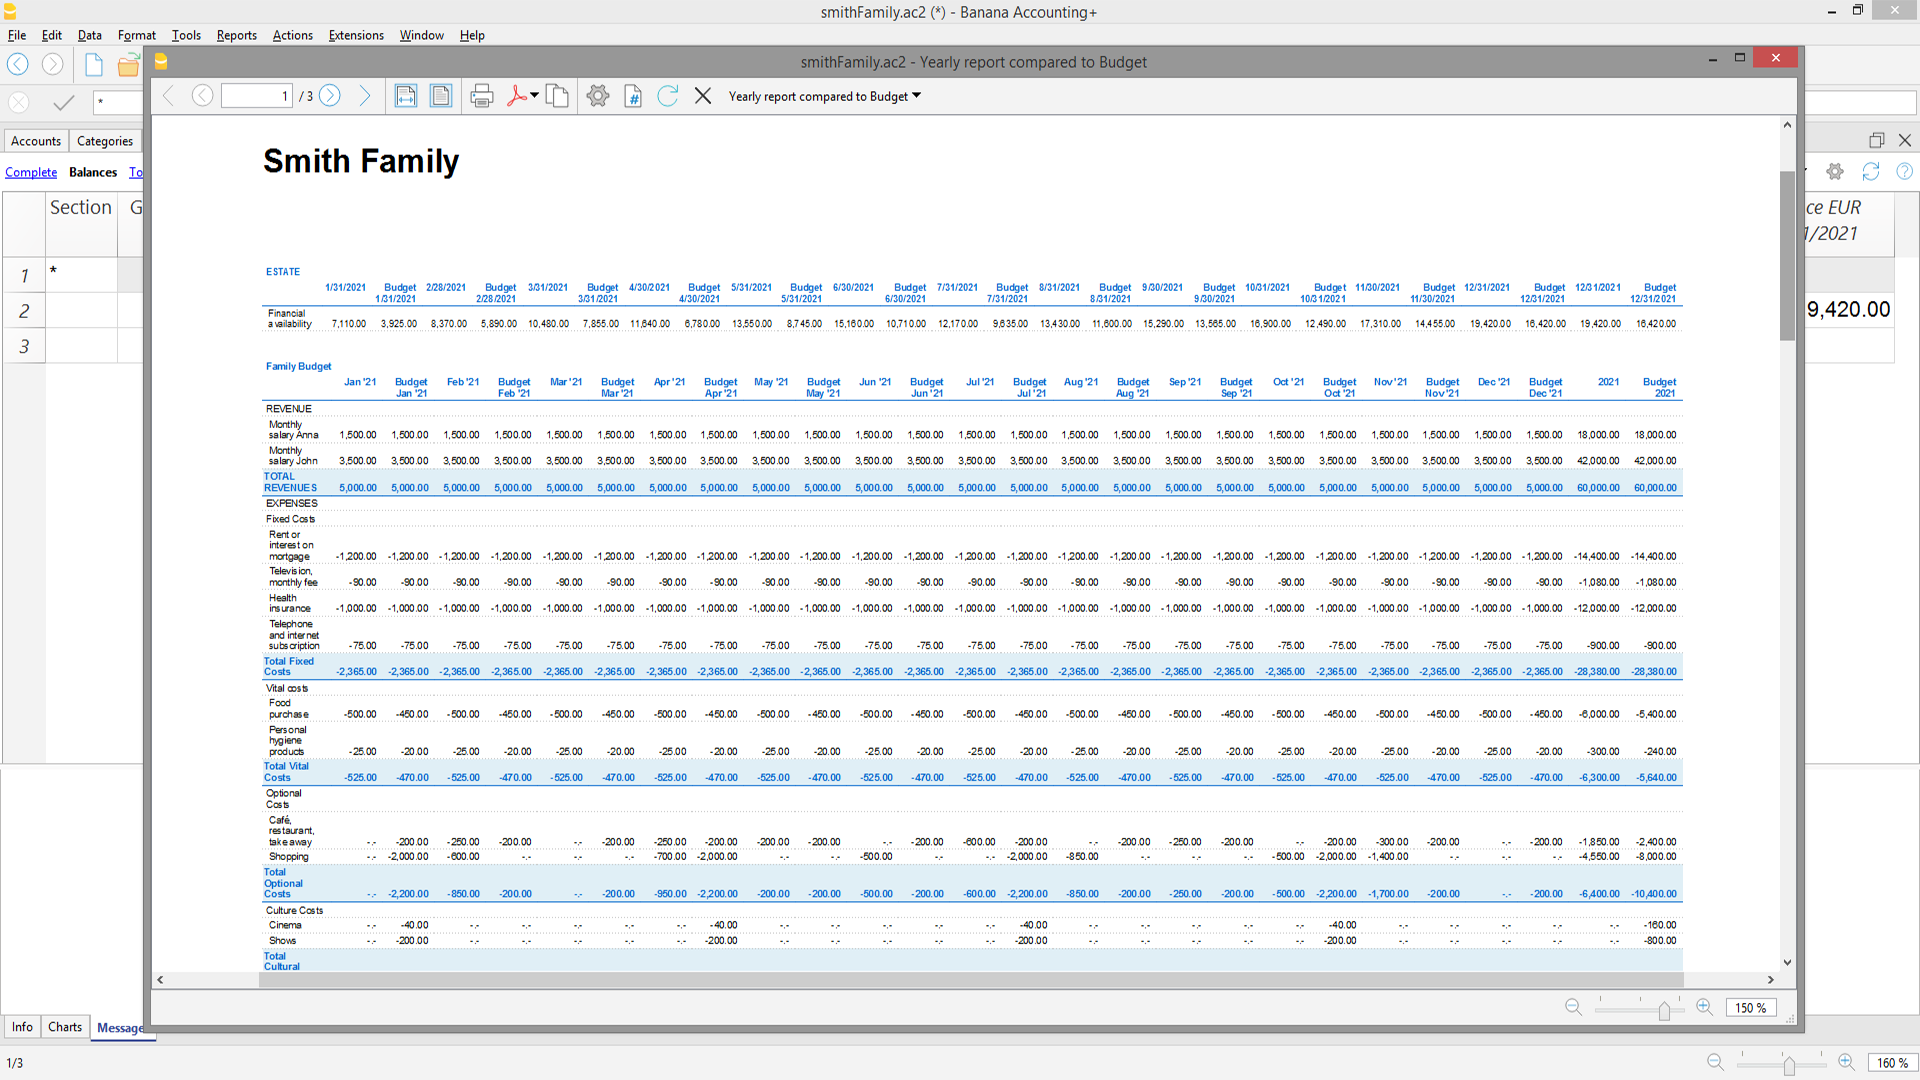 smithFamily.ac2 (*) - Banana Accounting+
File Edit Data Format Tools Reports Actions Extensions Window Help
smithFamily.ac2 - Yearly report compared to Budget
1 / 3 Yearly report compared to Budget
*
Accounts Categories
Complete Balances To
Section G
ce EUR
1/2021
1 *
2 9,420.00
3
Smith Family
ESTATE
1/31/2021 Budget 2/28/2021 Budget 3/31/2021 Budget 4/30/2021 Budget 5/31/2021 Budget 6/30/2021 Budget 7/31/2021 Budget 8/31/2021 Budget 9/30/2021 Budget 10/31/2021 Budget 11/30/2021 Budget 12/31/2021 Budget 12/31/2021 Budget
1/31/2021 2/28/2021 3/31/2021 4/30/2021 5/31/2021 6/30/2021 7/31/2021 8/31/2021 9/30/2021 10/31/2021 11/30/2021 12/31/2021 12/31/2021
Financial
availability 7,110.00 3,925.00 8,370.00 5,890.00 10,480.00 7,855.00 11,640.00 6,780.00 13,550.00 8,745.00 15,160.00 10,710.00 12,170.00 9,635.00 13,430.00 11,600.00 15,290.00 13,565.00 16,900.00 12,490.00 17,310.00 14,455.00 19,420.00 16,420.00 19,420.00 16,420.00
Family Budget
Jan '21 Budget Feb '21 Budget Mar '21 Budget Apr '21 Budget May '21 Budget Jun '21 Budget Jul '21 Budget Aug '21 Budget Sep '21 Budget Oct '21 Budget Nov '21 Budget Dec '21 Budget 2021 Budget
Jan '21 Feb '21 Mar '21 Apr '21 May '21 Jun '21 Jul '21 Aug '21 Sep '21 Oct '21 Nov '21 Dec '21 2021
REVENUE
Monthly
salary Anna 1,500.00 1,500.00 1,500.00 1,500.00 1,500.00 1,500.00 1,500.00 1,500.00 1,500.00 1,500.00 1,500.00 1,500.00 1,500.00 1,500.00 1,500.00 1,500.00 1,500.00 1,500.00 1,500.00 1,500.00 1,500.00 1,500.00 1,500.00 1,500.00 18,000.00 18,000.00
Monthly
salary John 3,500.00 3,500.00 3,500.00 3,500.00 3,500.00 3,500.00 3,500.00 3,500.00 3,500.00 3,500.00 3,500.00 3,500.00 3,500.00 3,500.00 3,500.00 3,500.00 3,500.00 3,500.00 3,500.00 3,500.00 3,500.00 3,500.00 3,500.00 3,500.00 42,000.00 42,000.00
TOTAL
REVENUES 5,000.00 5,000.00 5,000.00 5,000.00 5,000.00 5,000.00 5,000.00 5,000.00 5,000.00 5,000.00 5,000.00 5,000.00 5,000.00 5,000.00 5,000.00 5,000.00 5,000.00 5,000.00 5,000.00 5,000.00 5,000.00 5,000.00 5,000.00 5,000.00 60,000.00 60,000.00
EXPENSES
Fixed Costs
Rent or
interest on
mortgage -1,200.00 -1,200.00 -1,200.00 -1,200.00 -1,200.00 -1,200.00 -1,200.00 -1,200.00 -1,200.00 -1,200.00 -1,200.00 -1,200.00 -1,200.00 -1,200.00 -1,200.00 -1,200.00 -1,200.00 -1,200.00 -1,200.00 -1,200.00 -1,200.00 -1,200.00 -1,200.00 -1,200.00 -14,400.00 -14,400.00
Television,
monthly fee -90.00 -90.00 -90.00 -90.00 -90.00 -90.00 -90.00 -90.00 -90.00 -90.00 -90.00 -90.00 -90.00 -90.00 -90.00 -90.00 -90.00 -90.00 -90.00 -90.00 -90.00 -90.00 -90.00 -90.00 -1,080.00 -1,080.00
Health
insurance -1,000.00 -1,000.00 -1,000.00 -1,000.00 -1,000.00 -1,000.00 -1,000.00 -1,000.00 -1,000.00 -1,000.00 -1,000.00 -1,000.00 -1,000.00 -1,000.00 -1,000.00 -1,000.00 -1,000.00 -1,000.00 -1,000.00 -1,000.00 -1,000.00 -1,000.00 -1,000.00 -1,000.00 -12,000.00 -12,000.00
Telephone
and internet
subscription -75.00 -75.00 -75.00 -75.00 -75.00 -75.00 -75.00 -75.00 -75.00 -75.00 -75.00 -75.00 -75.00 -75.00 -75.00 -75.00 -75.00 -75.00 -75.00 -75.00 -75.00 -75.00 -75.00 -75.00 -900.00 -900.00
Total Fixed
Costs -2,365.00 -2,365.00 -2,365.00 -2,365.00 -2,365.00 -2,365.00 -2,365.00 -2,365.00 -2,365.00 -2,365.00 -2,365.00 -2,365.00 -2,365.00 -2,365.00 -2,365.00 -2,365.00 -2,365.00 -2,365.00 -2,365.00 -2,365.00 -2,365.00 -2,365.00 -2,365.00 -2,365.00 -28,380.00 -28,380.00
Vital costs
Food
purchase -500.00 -450.00 -500.00 -450.00 -500.00 -450.00 -500.00 -450.00 -500.00 -450.00 -500.00 -450.00 -500.00 -450.00 -500.00 -450.00 -500.00 -450.00 -500.00 -450.00 -500.00 -450.00 -500.00 -450.00 -6,000.00 -5,400.00
Personal
hygiene
products -25.00 -20.00 -25.00 -20.00 -25.00 -20.00 -25.00 -20.00 -25.00 -20.00 -25.00 -20.00 -25.00 -20.00 -25.00 -20.00 -25.00 -20.00 -25.00 -20.00 -25.00 -20.00 -25.00 -20.00 -300.00 -240.00
Total Vital
Costs -525.00 -470.00 -525.00 -470.00 -525.00 -470.00 -525.00 -470.00 -525.00 -470.00 -525.00 -470.00 -525.00 -470.00 -525.00 -470.00 -525.00 -470.00 -525.00 -470.00 -525.00 -470.00 -525.00 -470.00 -6,300.00 -5,640.00
Optional
Costs
Café,
restaurant,
take away -.- -200.00 -250.00 -200.00 -.- -200.00 -250.00 -200.00 -200.00 -200.00 -.- -200.00 -600.00 -200.00 -.- -200.00 -250.00 -200.00 -.- -200.00 -300.00 -200.00 -.- -200.00 -1,850.00 -2,400.00
Shopping -.- -2,000.00 -600.00 -.- -.- -.- -700.00 -2,000.00 -.- -.- -500.00 -.- -.- -2,000.00 -850.00 -.- -.- -.- -500.00 -2,000.00 -1,400.00 -.- -.- -.- -4,550.00 -8,000.00
Total
Optional
Costs -.- -2,200.00 -850.00 -200.00 -.- -200.00 -950.00 -2,200.00 -200.00 -200.00 -500.00 -200.00 -600.00 -2,200.00 -850.00 -200.00 -250.00 -200.00 -500.00 -2,200.00 -1,700.00 -200.00 -.- -200.00 -6,400.00 -10,400.00
Culture Costs
Cinema -.- -40.00 -.- -.- -.- -.- -.- -40.00 -.- -.- -.- -.- -.- -40.00 -.- -.- -.- -.- -.- -40.00 -.- -.- -.- -.- -.- -160.00
Shows -.- -200.00 -.- -.- -.- -.- -.- -200.00 -.- -.- -.- -.- -.- -200.00 -.- -.- -.- -.- -.- -200.00 -.- -.- -.- -.- -.- -800.00
Total
Cultural
150 %
Info Charts Message
1/3 160 %